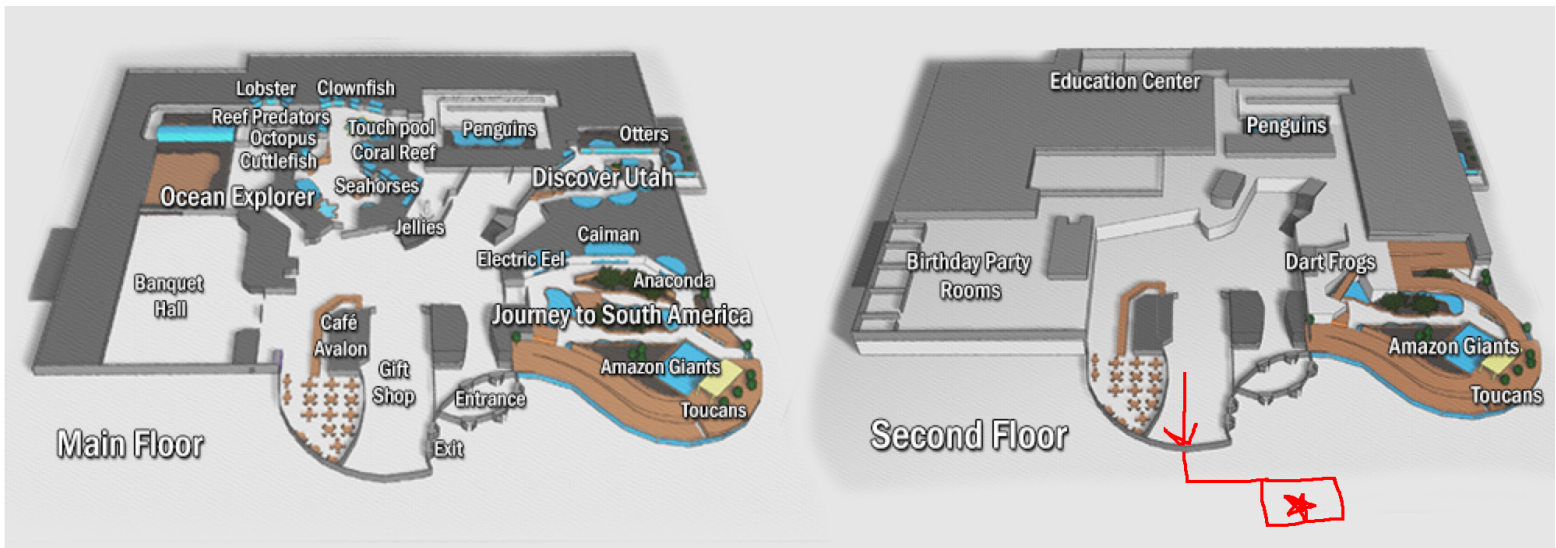 Lobster
Clownfish
Reef Predators
Touch pool
Penguins
Otters
Octopus
Coral Reef
Cuttlefish
Ocean Explorer
Seahorses
Discover Utah
Jellies
Caiman
Electric Eel
Anaconda
Banquet
Hall
Journey to South America
Café
Avalon
Gift
Shop
Amazon Giants
Entrance
Toucans
Exit
Main Floor
Education Center
Penguins
Birthday Party
Rooms
Dart Frogs
Amazon Giants
Toucans
Second Floor